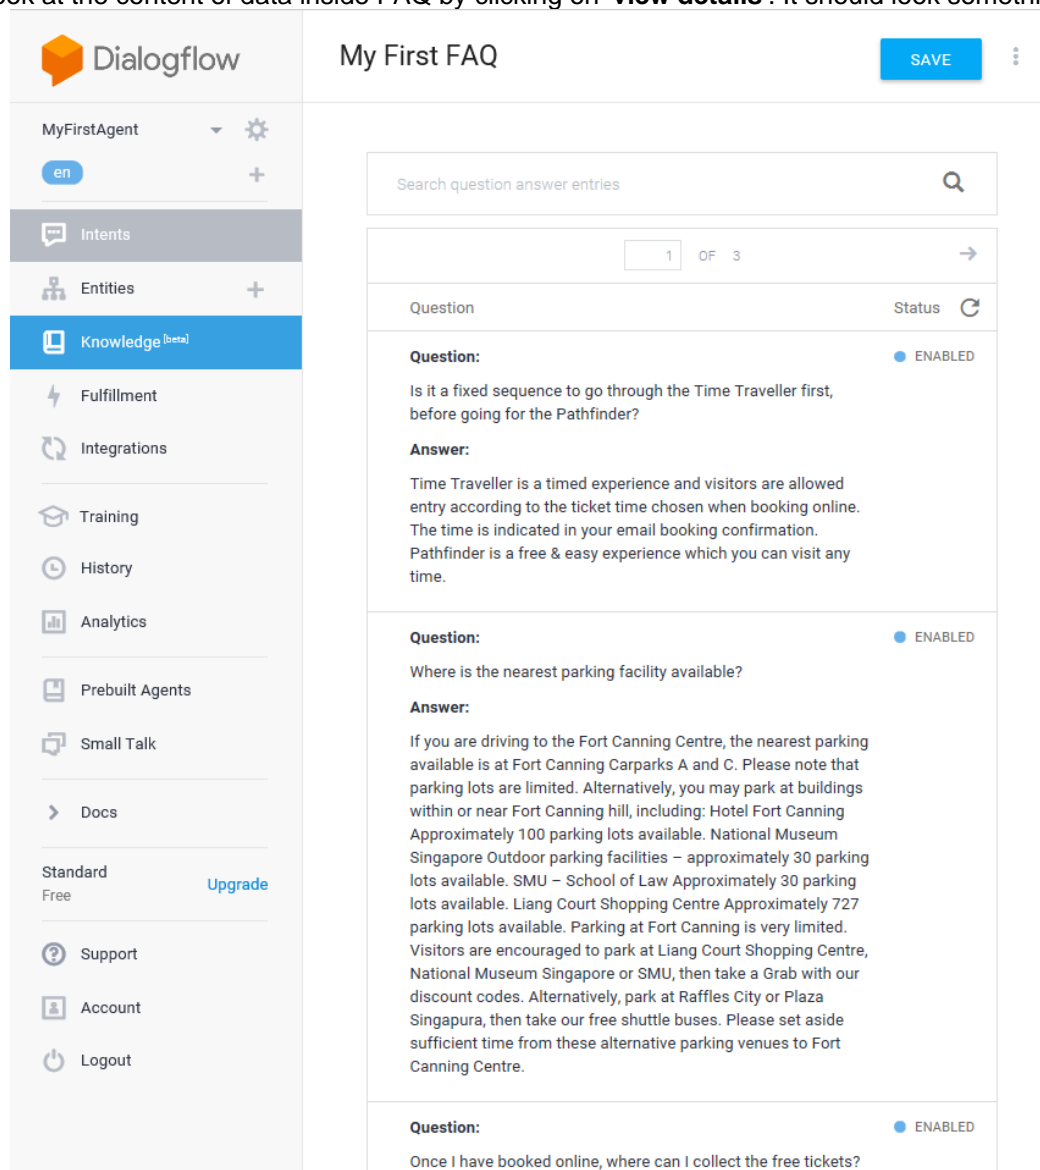 look at the content of data inside FAQ by clicking on 'view details'. It should look somethi
Dialogflow
My First FAQ
SAVE
MyFirstAgent
en
Intents
Entities
Knowledge [beta]
Fulfillment
Integrations
Training
History
Analytics
Prebuilt Agents
Small Talk
Docs
Standard
Free
Upgrade
Support
Account
Logout
Search question answer entries
1 OF 3
Question Status
Question: ENABLED
Is it a fixed sequence to go through the Time Traveller first,
before going for the Pathfinder?
Answer:
Time Traveller is a timed experience and visitors are allowed
entry according to the ticket time chosen when booking online.
The time is indicated in your email booking confirmation.
Pathfinder is a free & easy experience which you can visit any
time.
Question: ENABLED
Where is the nearest parking facility available?
Answer:
If you are driving to the Fort Canning Centre, the nearest parking
available is at Fort Canning Carparks A and C. Please note that
parking lots are limited. Alternatively, you may park at buildings
within or near Fort Canning hill, including: Hotel Fort Canning
Approximately 100 parking lots available. National Museum
Singapore Outdoor parking facilities – approximately 30 parking
lots available. SMU – School of Law Approximately 30 parking
lots available. Liang Court Shopping Centre Approximately 727
parking lots available. Parking at Fort Canning is very limited.
Visitors are encouraged to park at Liang Court Shopping Centre,
National Museum Singapore or SMU, then take a Grab with our
discount codes. Alternatively, park at Raffles City or Plaza
Singapura, then take our free shuttle buses. Please set aside
sufficient time from these alternative parking venues to Fort
Canning Centre.
Question: ENABLED
Once I have booked online, where can I collect the free tickets?